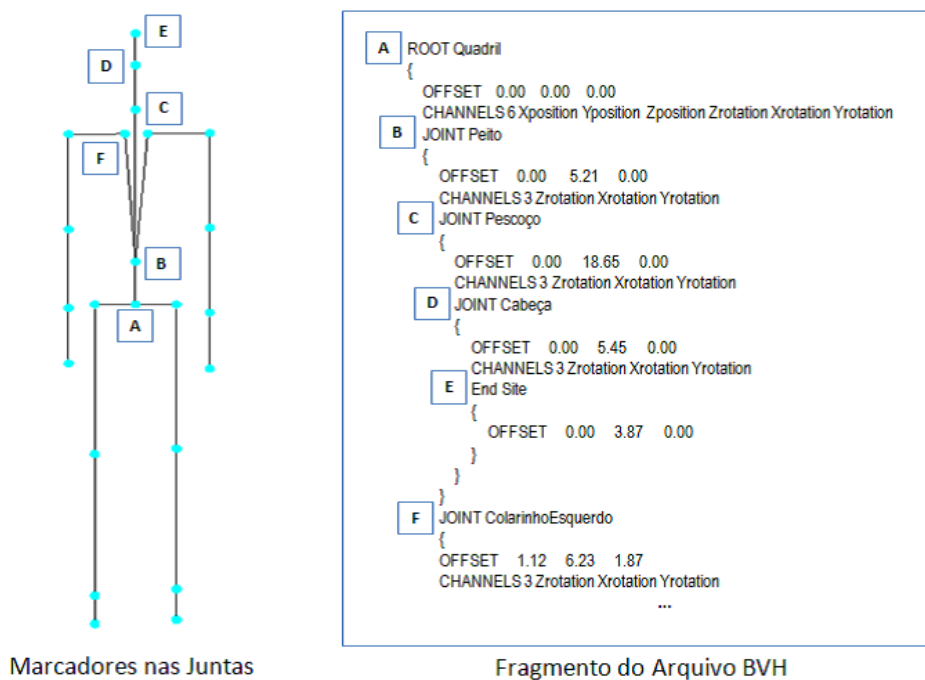 E
D
C
F
B
A
Marcadores nas Juntas
A ROOT Quadril
{
OFFSET 0.00 0.00 0.00
CHANNELS 6 Xposition Yposition Zposition Zrotation Xrotation Yrotation
B JOINT Peito
{
OFFSET 0.00 5.21 0.00
CHANNELS 3 Zrotation Xrotation Yrotation
C JOINT Pescoço
{
OFFSET 0.00 18.65 0.00
CHANNELS 3 Zrotation Xrotation Yrotation
D JOINT Cabeça
{
OFFSET 0.00 5.45 0.00
CHANNELS 3 Zrotation Xrotation Yrotation
E End Site
{
OFFSET 0.00 3.87 0.00
}
}
}
F JOINT ColarinhoEsquerdo
{
OFFSET 1.12 6.23 1.87
CHANNELS 3 Zrotation Xrotation Yrotation
...
Fragmento do Arquivo BVH